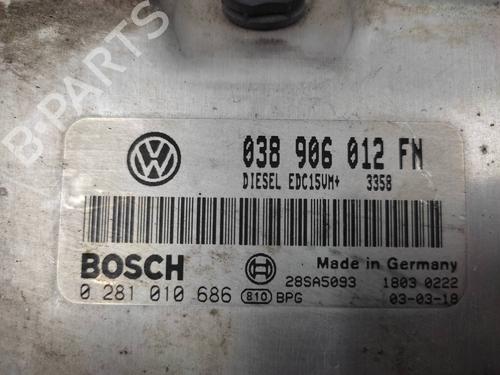 B-PARTS
038 906 012 FN
DIESEL EDC15VM+ 3358
BOSCH
Made in Germany
28SA5093 1803 0222
0 281 010 686 810 BPG 03-03-18